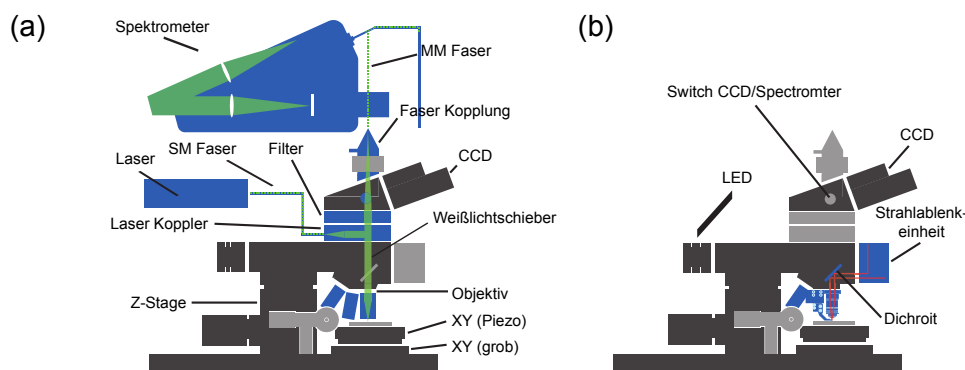 (a)
Spektrometer
MM Faser
Faser Kopplung
SM Faser
Filter
CCD
Laser
Laser Koppler
Weißlichtschieber
Z-Stage
Objektiv
XY (Piezo)
XY (grob)
(b)
Switch CCD/Spectromter
CCD
LED
Strahlablenk-
einheit
Dichroit